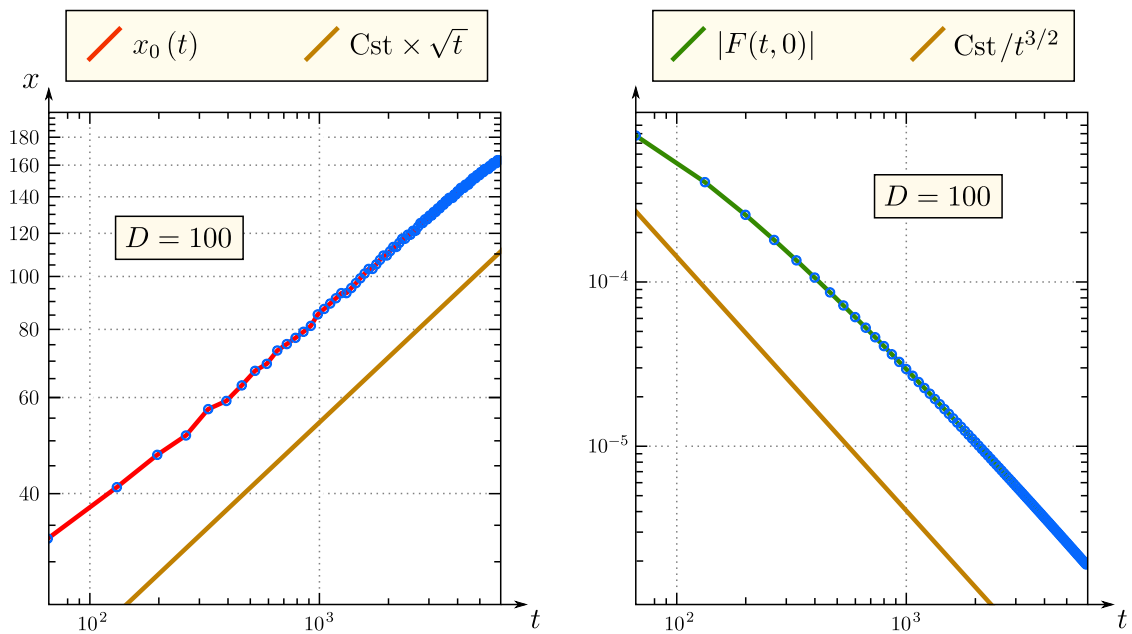 x₀ (t) Cst × √t
x
180
160
140
120
100
80
60
40
D = 100
10² 10³ t
|F(t, 0)| Cst/t^{3/2}
D = 100
10⁻⁴
10⁻⁵
10² 10³ t